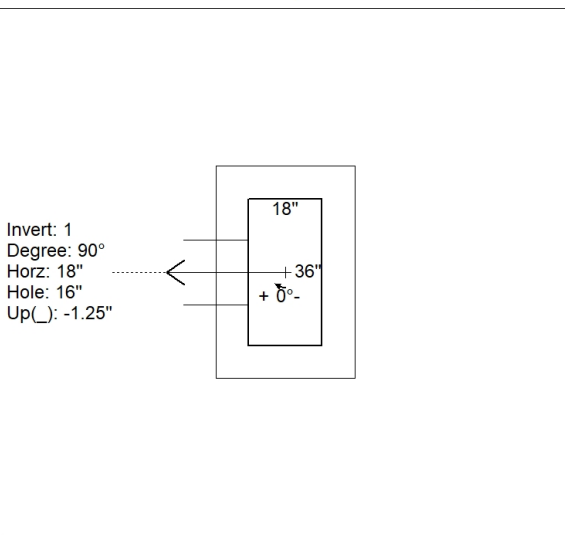 18"
Invert: 1
Degree: 90°
Horz: 18"
36"
Hole: 16"
+ 0°-
Up(_): -1.25"